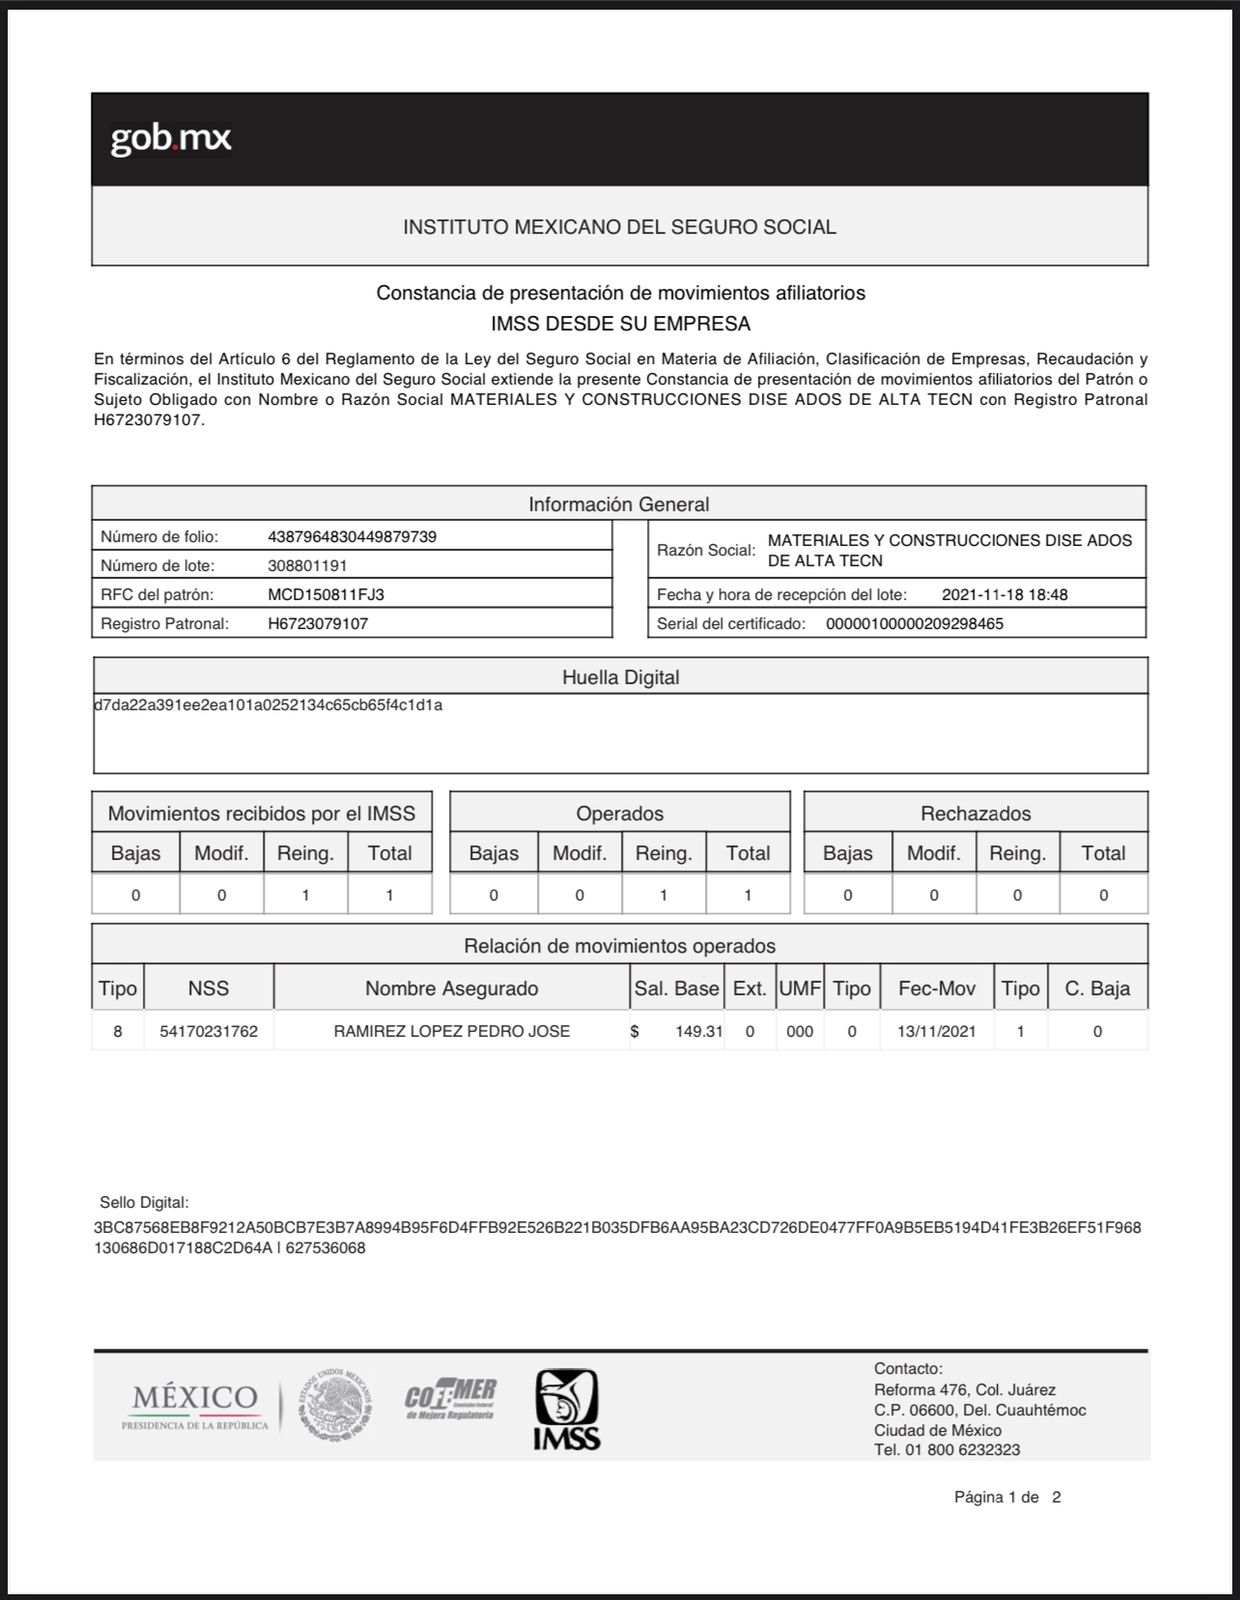 gob.mx
INSTITUTO MEXICANO DEL SEGURO SOCIAL
Constancia de presentación de movimientos afiliatorios
IMSS DESDE SU EMPRESA
En términos del Artículo 6 del Reglamento de la Ley del Seguro Social en Materia de Afiliación, Clasificación de Empresas, Recaudación y
Fiscalización, el Instituto Mexicano del Seguro Social extiende la presente Constancia de presentación de movimientos afiliatorios del Patrón o
Sujeto Obligado con Nombre o Razón Social MATERIALES Y CONSTRUCCIONES DISE ADOS DE ALTA TECN con Registro Patronal
H6723079107.
Información General
Número de folio: 4387964830449879739
Número de lote: 308801191
RFC del patrón: MCD150811FJ3
Registro Patronal: H6723079107
Razón Social: MATERIALES Y CONSTRUCCIONES DISE ADOS
DE ALTA TECN
Fecha y hora de recepción del lote: 2021-11-18 18:48
Serial del certificado: 00000100000209298465
Huella Digital
d7da22a391ee2ea101a0252134c65cb65f4c1d1a
Movimientos recibidos por el IMSS Operados Rechazados
Bajas Modif. Reing. Total Bajas Modif. Reing. Total Bajas Modif. Reing. Total
0 0 1 1 0 0 1 1 0 0 0 0
Relación de movimientos operados
Tipo NSS Nombre Asegurado Sal. Base Ext. UMF Tipo Fec-Mov Tipo C. Baja
8 54170231762 RAMIREZ LOPEZ PEDRO JOSE $ 149.31 0 000 0 13/11/2021 1 0
Sello Digital:
3BC87568EB8F9212A50BCB7E3B7A8994B95F6D4FFB92E526B221B035DFB6AA95BA23CD726DE0477FF0A9B5EB5194D41FE3B26EF51F968
130686D017188C2D64A | 627536068
MÉXICO
PRESIDENCIA DE LA REPÚBLICA
ESTADOS UNIDOS MEXICANOS
COFEMER
Comisión Federal
de Mejora Regulatoria
IMSS
Contacto:
Reforma 476, Col. Juárez
C.P. 06600, Del. Cuauhtémoc
Ciudad de México
Tel. 01 800 6232323
Página 1 de 2